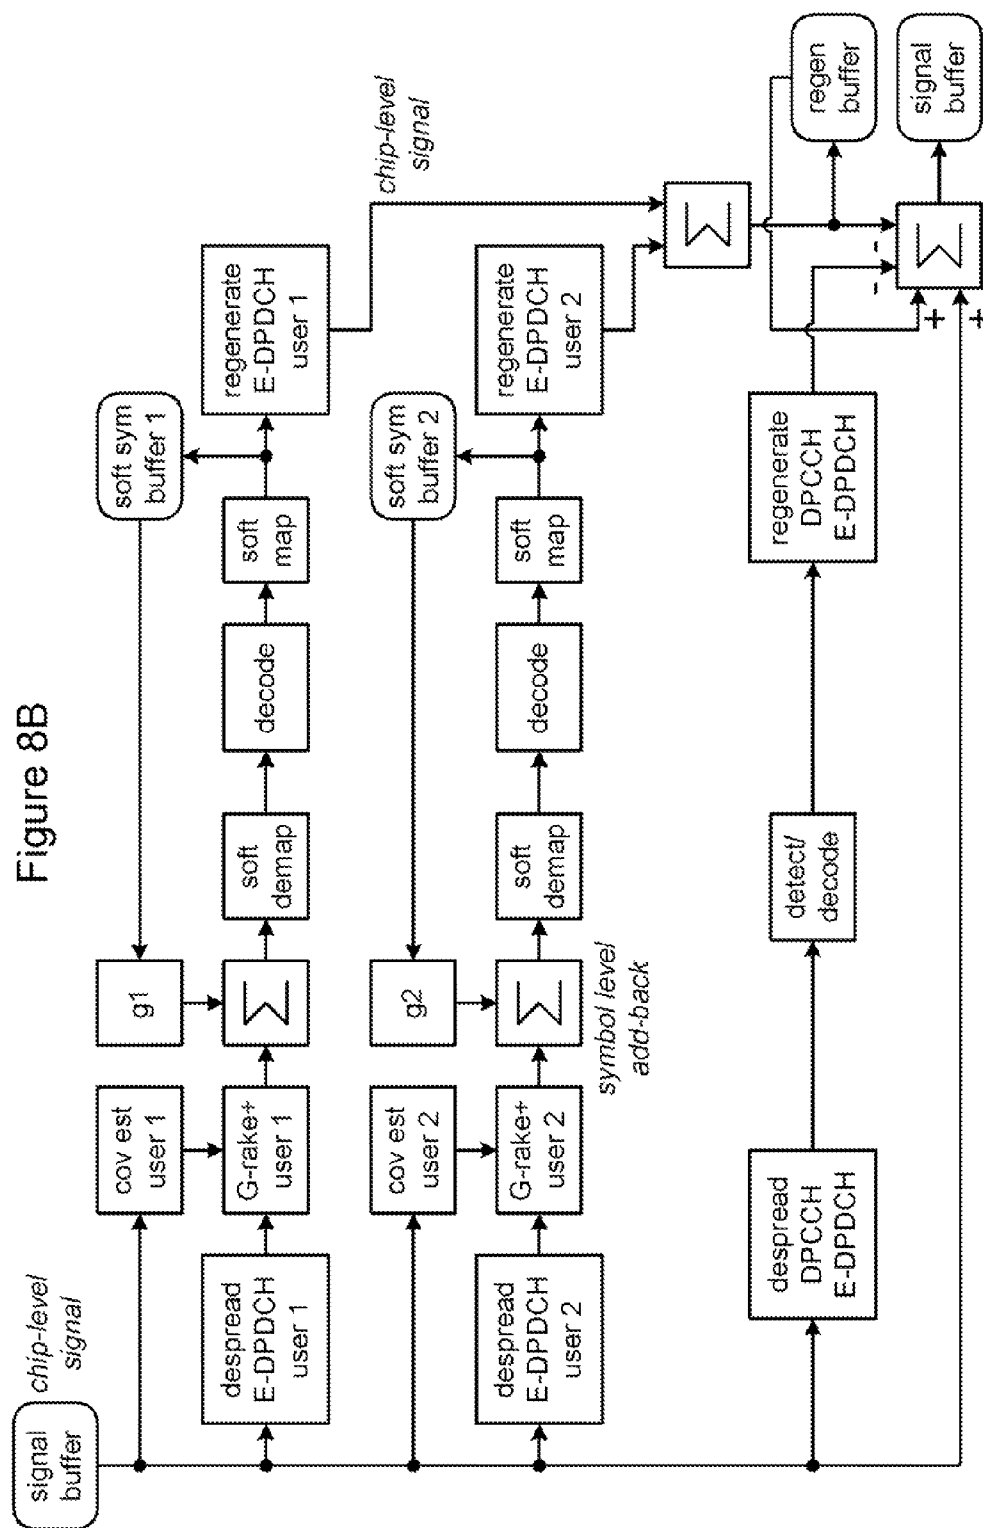 Figure 8B
signal
buffer
chip-level
signal
cov est
user 1
g1
soft sym
buffer 1
despread
E-DPDCH
user 1
G-rake+
user 1
Σ
soft
demap
decode
soft
map
regenerate
E-DPDCH
user 1
chip-level
signal
cov est
user 2
g2
soft sym
buffer 2
despread
E-DPDCH
user 2
G-rake+
user 2
Σ
soft
demap
decode
soft
map
regenerate
E-DPDCH
user 2
symbol level
add-back
Σ
despread
DPCCH
E-DPDCH
detect/
decode
regenerate
DPCCH
E-DPDCH
regen
buffer
- -
+
+
Σ
signal
buffer